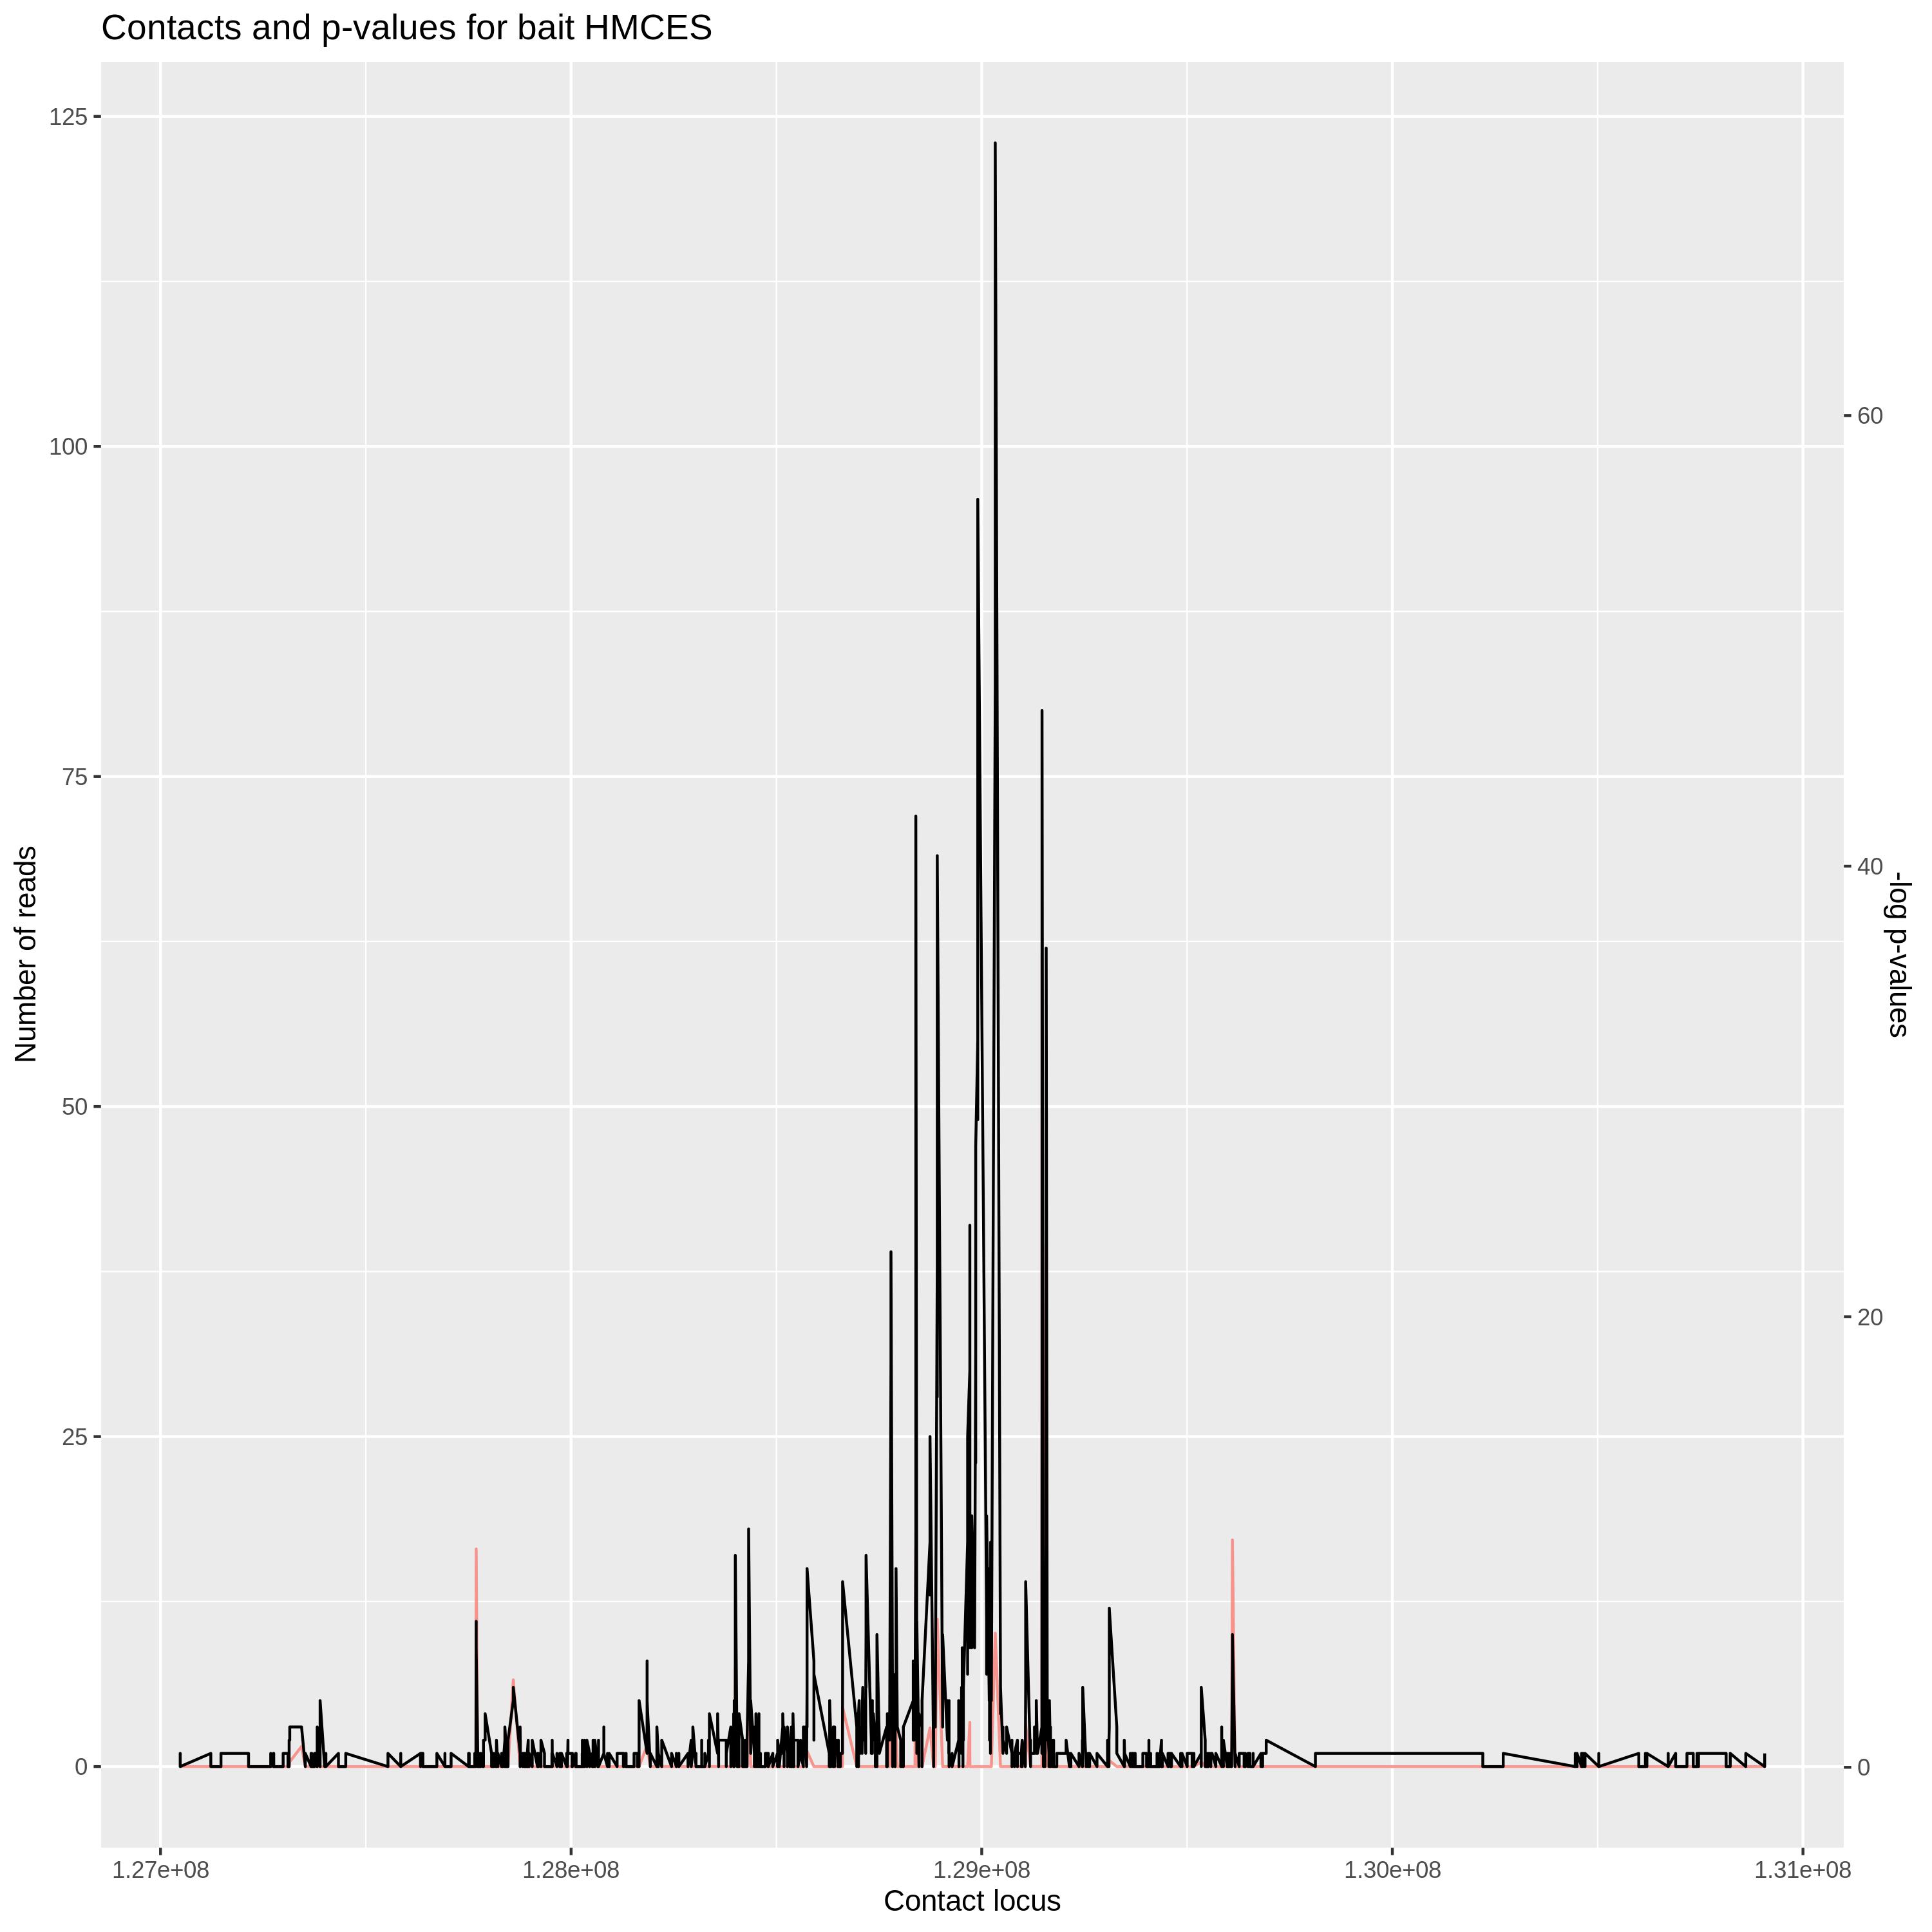 Contacts and p-values for bait HMCES
125
100
75
50
25
0
Number of reads
60
40
20
0
-log p-values
1.27e+08
1.28e+08
1.29e+08
1.30e+08
1.31e+08
Contact locus